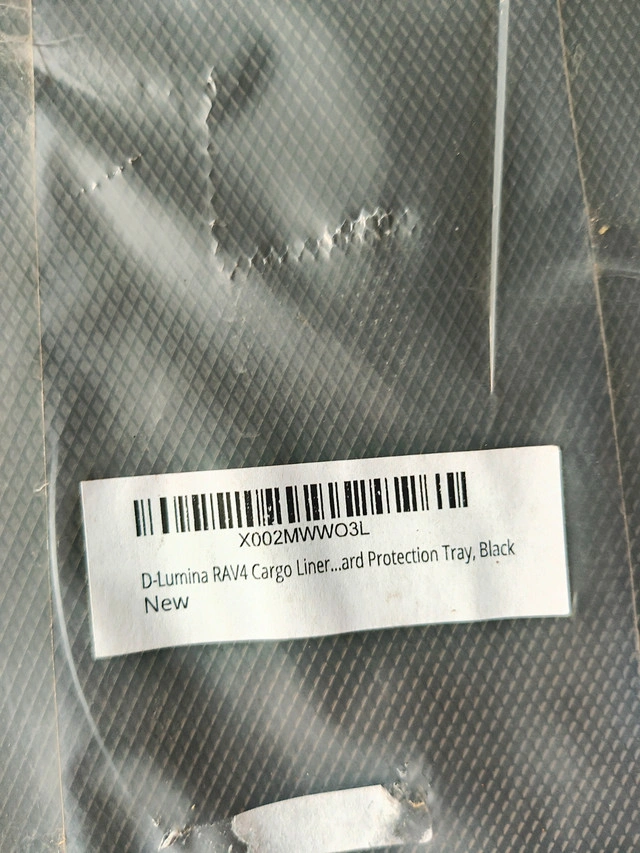 X002MWWO3L
D-Lumina RAV4 Cargo Liner...ard Protection Tray, Black
New